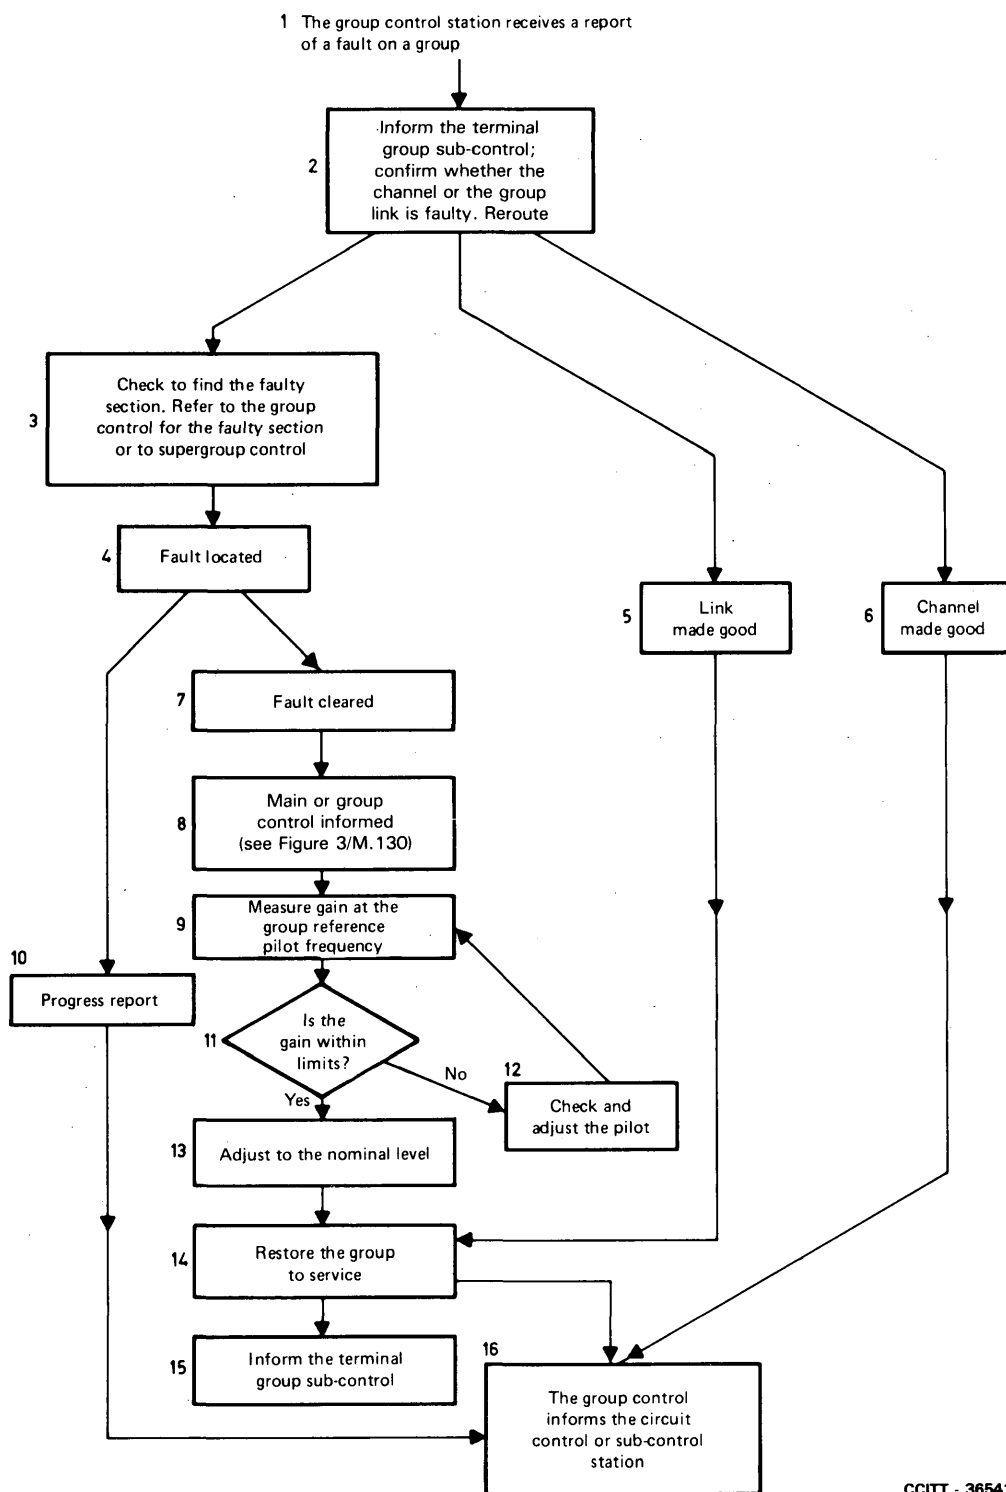 1 The group control station receives a report
of a fault on a group
2
Inform the terminal
group sub-control;
confirm whether the
channel or the group
link is faulty. Reroute
3
Check to find the faulty
section. Refer to the group
control for the faulty section
or to supergroup control
4
Fault located
5
Link
made good
6
Channel
made good
7
Fault cleared
8
Main or group
control informed
(see Figure 3/M.130)
9
Measure gain at the
group reference
pilot frequency
10
Progress report
11
Is the
gain within
limits?
No
Yes
12
Check and
adjust the pilot
13
Adjust to the nominal level
14
Restore the group
to service
15
Inform the terminal
group sub-control
16
The group control
informs the circuit
control or sub-control
station
CCITT - 3654